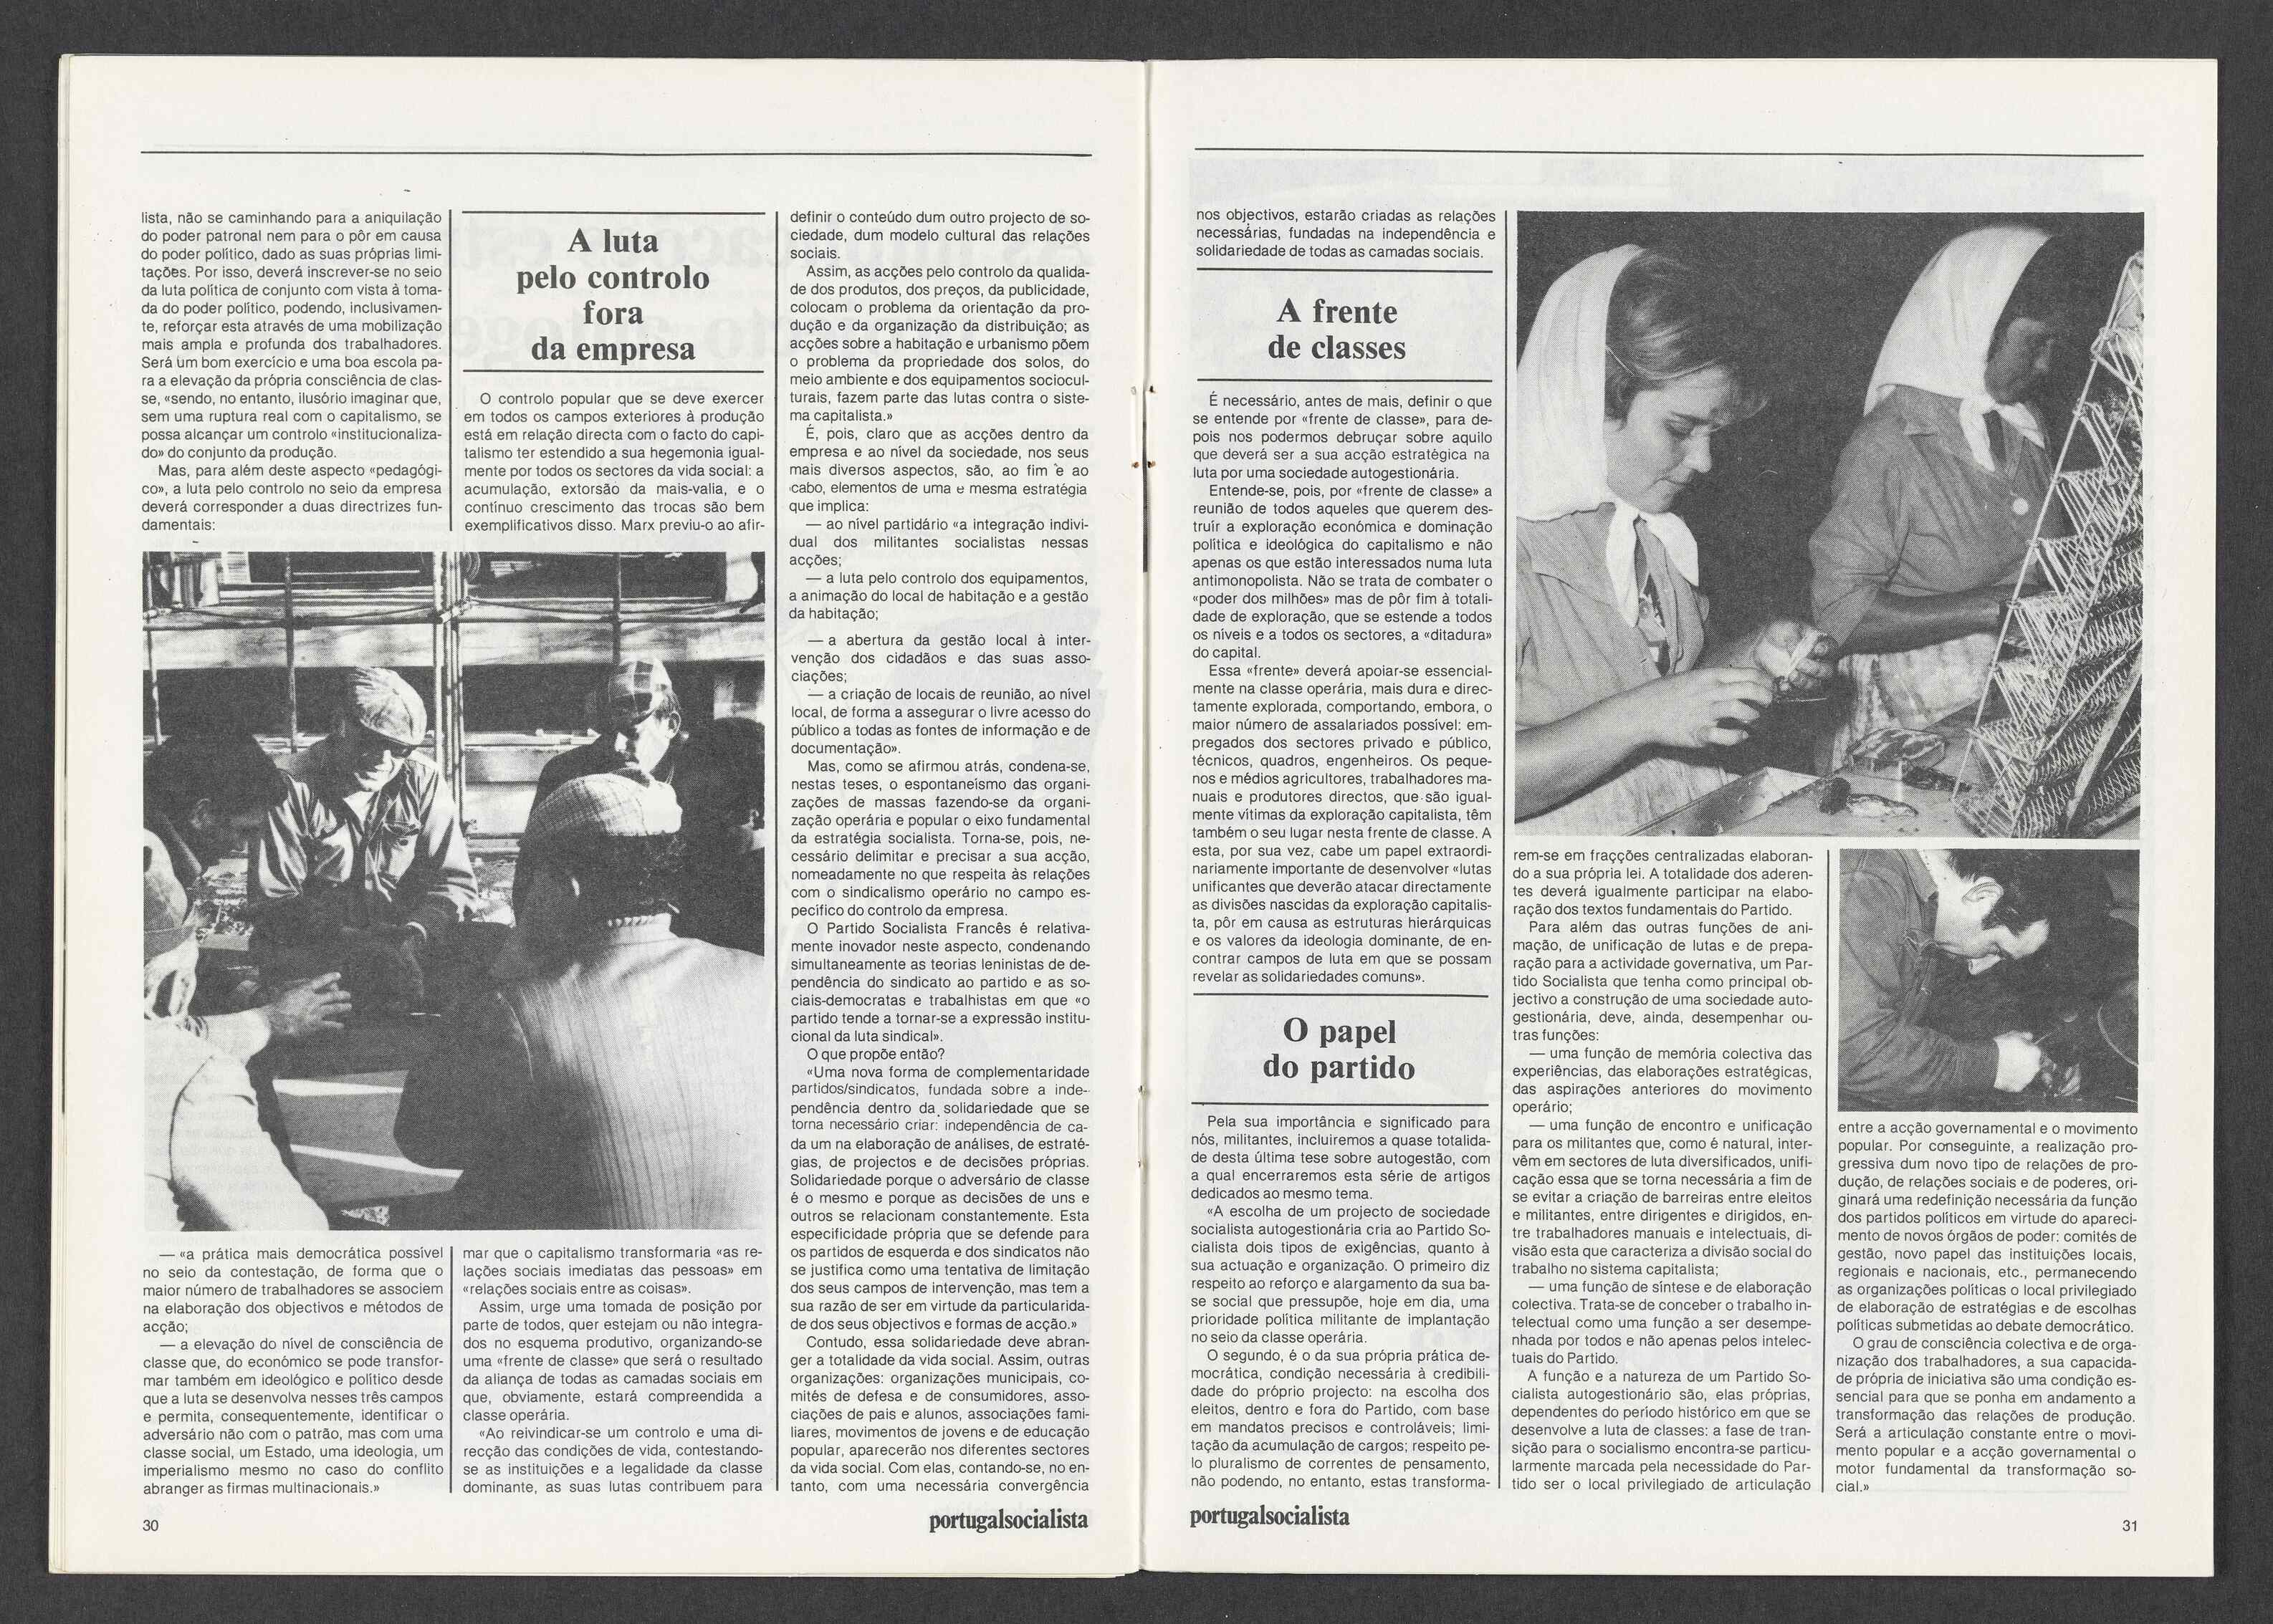 lista, não se caminhando para a aniquilação
do poder patronal nem para o pôr em causa
do poder político, dado as suas próprias limi-
tações. Por isso, deverá inscrever-se no seio
da luta política de conjunto com vista à toma-
da do poder político, podendo, inclusivamen-
te, reforçar esta através de uma mobilização
mais ampla e profunda dos trabalhadores.
Será um bom exercício e uma boa escola pa-
ra a elevação da própria consciência de clas-
se, «sendo, no entanto, ilusório imaginar que,
sem uma ruptura real com o capitalismo, se
possa alcançar um controlo «institucionaliza-
do» do conjunto da produção.
Mas, para além deste aspecto «pedagógi-
co», a luta pelo controlo no seio da empresa
deverá corresponder a duas directrizes fun-
damentais:
— «a prática mais democrática possível
no seio da contestação, de forma que o
maior número de trabalhadores se associem
na elaboração dos objectivos e métodos de
acção;
— a elevação do nível de consciência de
classe que, do económico se pode transfor-
mar também em ideológico e político desde
que a luta se desenvolva nesses três campos
e permita, consequentemente, identificar o
adversário não com o patrão, mas com uma
classe social, um Estado, uma ideologia, um
imperialismo mesmo no caso do conflito
abranger as firmas multinacionais.»
A luta
pelo controlo
fora
da empresa
O controlo popular que se deve exercer
em todos os campos exteriores à produção
está em relação directa com o facto do capi-
talismo ter estendido a sua hegemonia igual-
mente por todos os sectores da vida social: a
acumulação, extorsão da mais-valia, e o
contínuo crescimento das trocas são bem
exemplificativos disso. Marx previu-o ao afir-
mar que o capitalismo transformaria «as re-
lações sociais imediatas das pessoas» em
«relações sociais entre as coisas».
Assim, urge uma tomada de posição por
parte de todos, quer estejam ou não integra-
dos no esquema produtivo, organizando-se
uma «frente de classe» que será o resultado
da aliança de todas as camadas sociais em
que, obviamente, estará compreendida a
classe operária.
«Ao reivindicar-se um controlo e uma di-
recção das condições de vida, contestando-
se as instituições e a legalidade da classe
dominante, as suas lutas contribuem para
definir o conteúdo dum outro projecto de so-
ciedade, dum modelo cultural das relações
sociais.
Assim, as acções pelo controlo da qualida-
de dos produtos, dos preços, da publicidade,
colocam o problema da orientação da pro-
dução e da organização da distribuição; as
acções sobre a habitação e urbanismo põem
o problema da propriedade dos solos, do
meio ambiente e dos equipamentos sociocul-
turais, fazem parte das lutas contra o siste-
ma capitalista.»
É, pois, claro que as acções dentro da
empresa e ao nível da sociedade, nos seus
mais diversos aspectos, são, ao fim e ao
cabo, elementos de uma e mesma estratégia
que implica:
— ao nível partidário «a integração indivi-
dual dos militantes socialistas nessas
acções;
— a luta pelo controlo dos equipamentos,
a animação do local de habitação e a gestão
da habitação;
— a abertura da gestão local à inter-
venção dos cidadãos e das suas asso-
ciações;
— a criação de locais de reunião, ao nível
local, de forma a assegurar o livre acesso do
público a todas as fontes de informação e de
documentação».
Mas, como se afirmou atrás, condena-se,
nestas teses, o espontaneísmo das organi-
zações de massas fazendo-se da organi-
zação operária e popular o eixo fundamental
da estratégia socialista. Torna-se, pois, ne-
cessário delimitar e precisar a sua acção,
nomeadamente no que respeita às relações
com o sindicalismo operário no campo es-
pecífico do controlo da empresa.
O Partido Socialista Francês é relativa-
mente inovador neste aspecto, condenando
simultaneamente as teorias leninistas de de-
pendência do sindicato ao partido e as so-
ciais-democratas e trabalhistas em que «o
partido tende a tornar-se a expressão institu-
cional da luta sindical».
O que propõe então?
«Uma nova forma de complementaridade
partidos/sindicatos, fundada sobre a inde-
pendência dentro da solidariedade que se
torna necessário criar: independência de ca-
da um na elaboração de análises, de estraté-
gias, de projectos e de decisões próprias.
Solidariedade porque o adversário de classe
é o mesmo e porque as decisões de uns e
outros se relacionam constantemente. Esta
especificidade própria que se defende para
os partidos de esquerda e dos sindicatos não
se justifica como uma tentativa de limitação
dos seus campos de intervenção, mas tem a
sua razão de ser em virtude da particularida-
de dos seus objectivos e formas de acção.»
Contudo, essa solidariedade deve abran-
ger a totalidade da vida social. Assim, outras
organizações: organizações municipais, co-
mités de defesa e de consumidores, asso-
ciações de pais e alunos, associações fami-
liares, movimentos de jovens e de educação
popular, aparecerão nos diferentes sectores
da vida social. Com elas, contando-se, no en-
tanto, com uma necessária convergência
30
portugalsocialista
nos objectivos, estarão criadas as relações
necessárias, fundadas na independência e
solidariedade de todas as camadas sociais.
A frente
de classes
É necessário, antes de mais, definir o que
se entende por «frente de classe», para de-
pois nos podermos debruçar sobre aquilo
que deverá ser a sua acção estratégica na
luta por uma sociedade autogestionária.
Entende-se, pois, por «frente de classe» a
reunião de todos aqueles que querem des-
truír a exploração económica e dominação
política e ideológica do capitalismo e não
apenas os que estão interessados numa luta
antimonopolista. Não se trata de combater o
«poder dos milhões» mas de pôr fim à totali-
dade de exploração, que se estende a todos
os níveis e a todos os sectores, a «ditadura»
do capital.
Essa «frente» deverá apoiar-se essencial-
mente na classe operária, mais dura e direc-
tamente explorada, comportando, embora, o
maior número de assalariados possível: em-
pregados dos sectores privado e público,
técnicos, quadros, engenheiros. Os peque-
nos e médios agricultores, trabalhadores ma-
nuais e produtores directos, que são igual-
mente vítimas da exploração capitalista, têm
também o seu lugar nesta frente de classe. A
esta, por sua vez, cabe um papel extraordi-
nariamente importante de desenvolver «lutas
unificantes que deverão atacar directamente
as divisões nascidas da exploração capitalis-
ta, pôr em causa as estruturas hierárquicas
e os valores da ideologia dominante, de en-
contrar campos de luta em que se possam
revelar as solidariedades comuns».
O papel
do partido
Pela sua importância e significado para
nós, militantes, incluiremos a quase totalida-
de desta última tese sobre autogestão, com
a qual encerraremos esta série de artigos
dedicados ao mesmo tema.
«A escolha de um projecto de sociedade
socialista autogestionária cria ao Partido So-
cialista dois tipos de exigências, quanto à
sua actuação e organização. O primeiro diz
respeito ao reforço e alargamento da sua ba-
se social que pressupõe, hoje em dia, uma
prioridade política militante de implantação
no seio da classe operária.
O segundo, é o da sua própria prática de-
mocrática, condição necessária à credibili-
dade do próprio projecto: na escolha dos
eleitos, dentro e fora do Partido, com base
em mandatos precisos e controláveis; limi-
tação da acumulação de cargos; respeito pe-
lo pluralismo de correntes de pensamento,
não podendo, no entanto, estas transforma-
rem-se em fraçções centralizadas elaboran-
do a sua própria lei. A totalidade dos aderen-
tes deverá igualmente participar na elabo-
ração dos textos fundamentais do Partido.
Para além das outras funções de ani-
mação, de unificação de lutas e de prepa-
ração para a actividade governativa, um Par-
tido Socialista que tenha como principal ob-
jectivo a construção de uma sociedade auto-
gestionária, deve, ainda, desempenhar ou-
tras funções:
— uma função de memória colectiva das
experiências, das elaborações estratégicas,
das aspirações anteriores do movimento
operário;
— uma função de encontro e unificação
para os militantes que, como é natural, inter-
vêm em sectores de luta diversificados, unifi-
cação essa que se torna necessária a fim de
se evitar a criação de barreiras entre eleitos
e militantes, entre dirigentes e dirigidos, en-
tre trabalhadores manuais e intelectuais, di-
visão esta que caracteriza a divisão social do
trabalho no sistema capitalista;
— uma função de síntese e de elaboração
colectiva. Trata-se de conceber o trabalho in-
telectual como uma função a ser desempe-
nhada por todos e não apenas pelos intelec-
tuais do Partido.
A função e a natureza de um Partido So-
cialista autogestionário são, elas próprias,
dependentes do período histórico em que se
desenvolve a luta de classes: a fase de tran-
sição para o socialismo encontra-se particu-
larmente marcada pela necessidade do Par-
tido ser o local privilegiado de articulação
entre a acção governamental e o movimento
popular. Por conseguinte, a realização pro-
gressiva dum novo tipo de relações de pro-
dução, de relações sociais e de poderes, ori-
ginará uma redefinição necessária da função
dos partidos políticos em virtude do apareci-
mento de novos órgãos de poder: comités de
gestão, novo papel das instituições locais,
regionais e nacionais, etc., permanecendo
as organizações políticas o local privilegiado
de elaboração de estratégias e de escolhas
políticas submetidas ao debate democrático.
O grau de consciência colectiva e de orga-
nização dos trabalhadores, a sua capacida-
de própria de iniciativa são uma condição es-
sencial para que se ponha em andamento a
transformação das relações de produção.
Será a articulação constante entre o movi-
mento popular e a acção governamental o
motor fundamental da transformação so-
cial.»
portugalsocialista
31